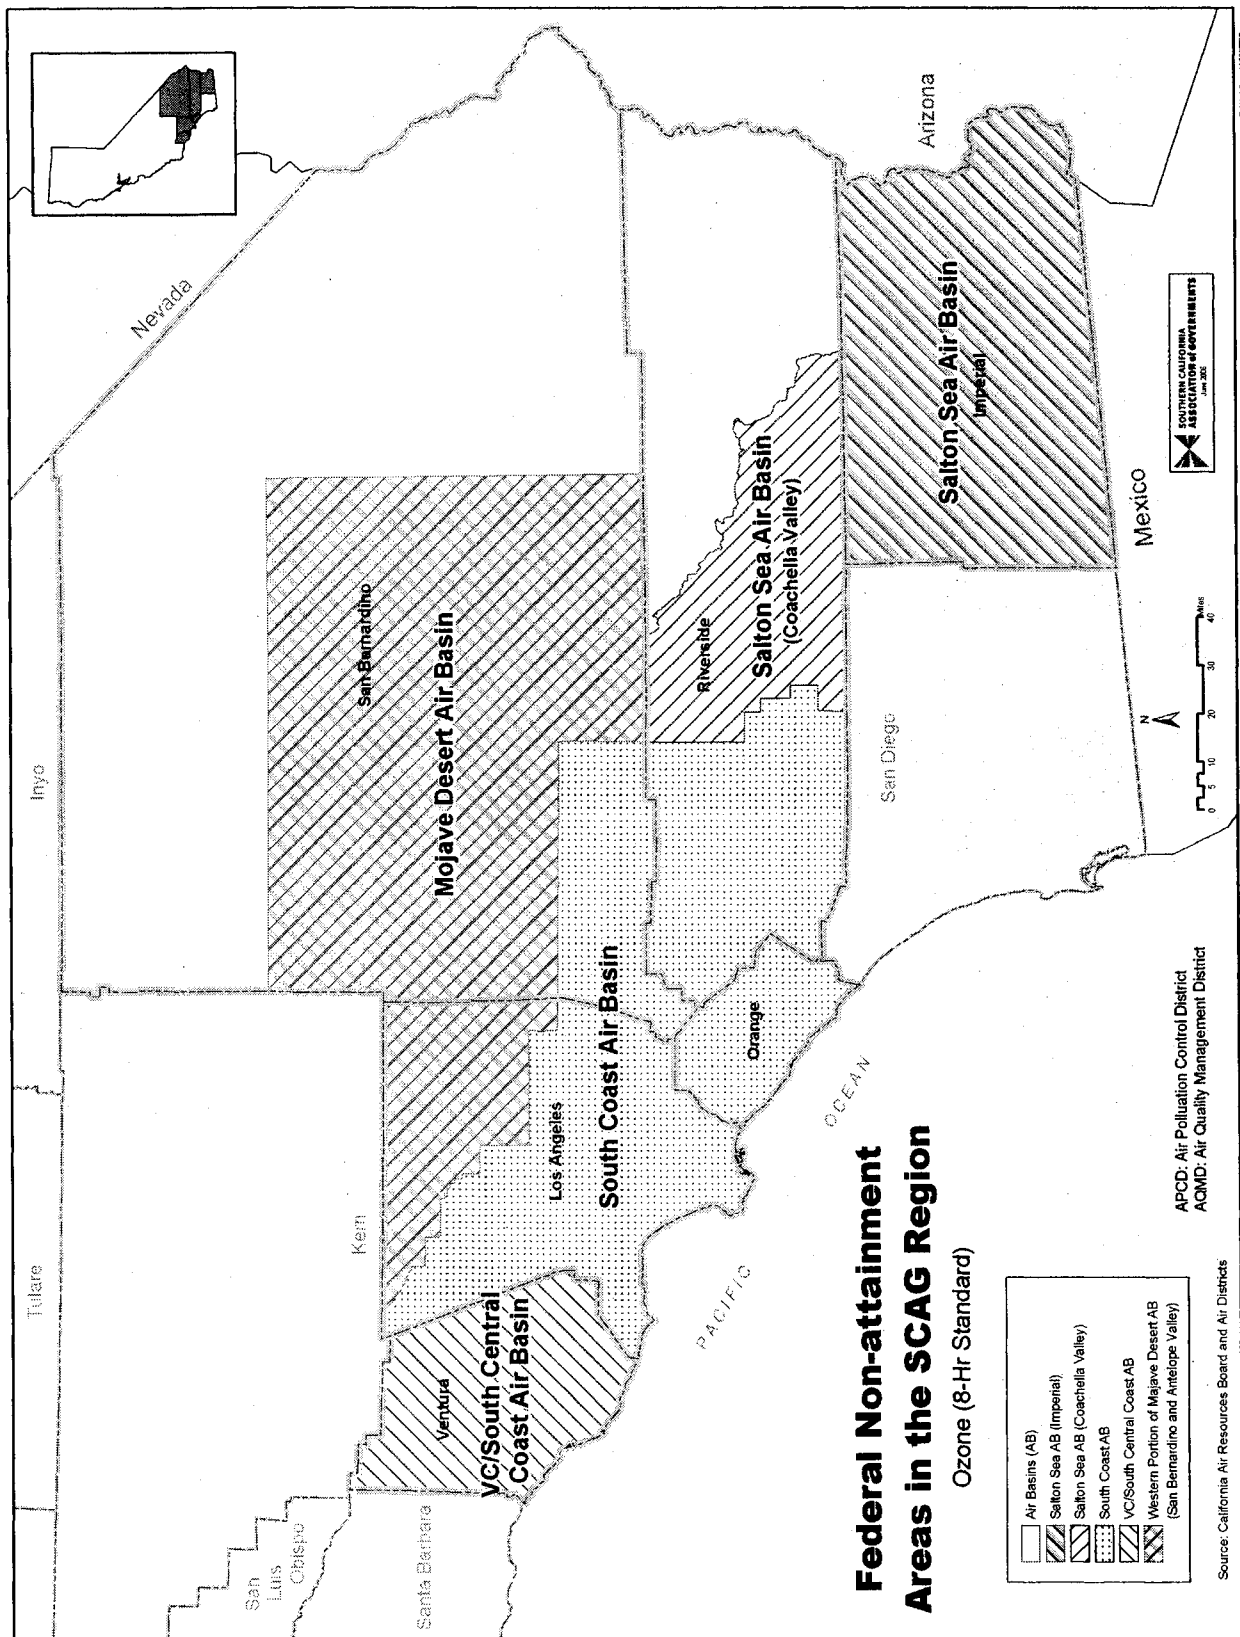 Federal Non-attainment
Areas in the SCAG Region
Ozone (8-Hr Standard)
Air Basins (AB)
Salton Sea AB (Imperial)
Salton Sea AB (Coachella Valley)
South Coast AB
VC/South Central Coast AB
Western Portion of Majave Desert AB
(San Bernardino and Antelope Valley)
Source: California Air Resources Board and Air Districts
APCD: Air Polluation Control District
AQMD: Air Quality Management District
San
Luis
Obispo
Santa Barbara
Tulare
Kern
Inyo
Nevada
Arizona
Mexico
San Diego
PACIFIC
OCEAN
Ventura
VC/South Central
Coast Air Basin
Los Angeles
South Coast Air Basin
Orange
San Bernardino
Mojave Desert Air Basin
Riverside
Salton Sea Air Basin
(Coachella Valley)
Salton Sea Air Basin
Imperial
N
0 5 10 20 30 40
Miles
SOUTHERN CALIFORNIA
ASSOCIATION of GOVERNMENTS